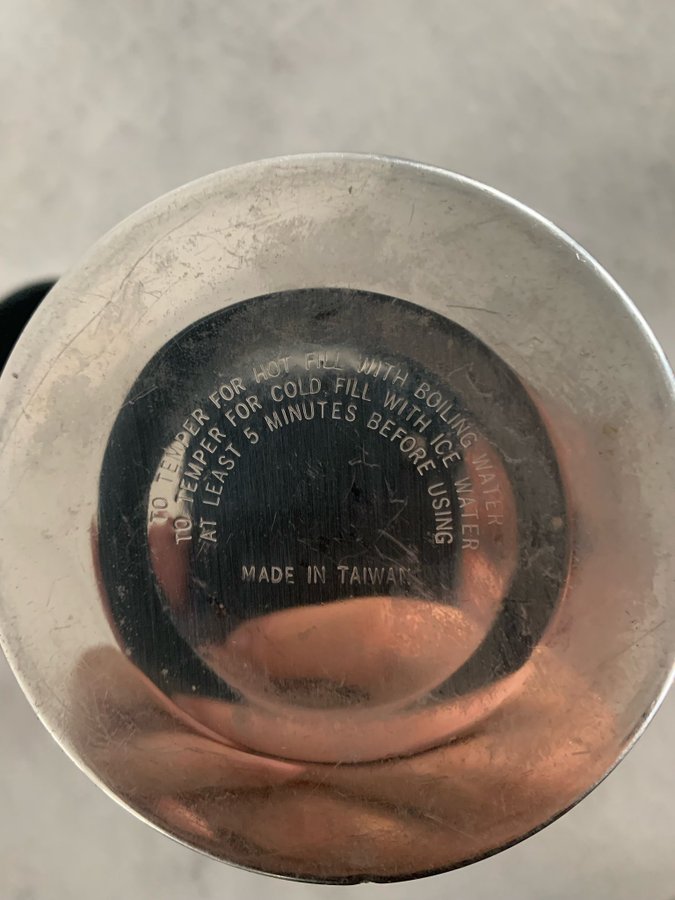 TO TEMPER FOR HOT FILL WITH BOILING WATER
TO TEMPER FOR COLD FILL WITH ICE WATER
AT LEAST 5 MINUTES BEFORE USING
MADE IN TAIWAN